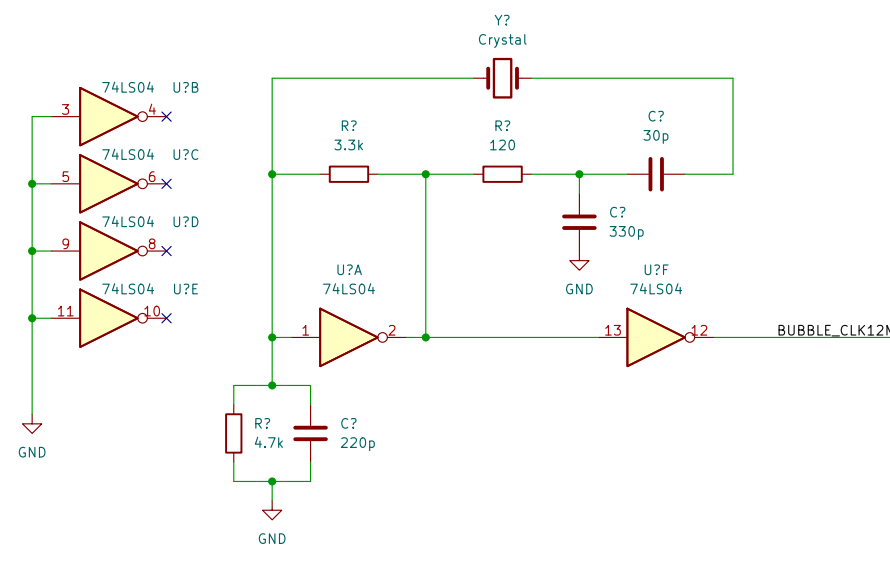 Y?
Crystal
74LS04 U?B
3 4
74LS04 U?C
5 6
74LS04 U?D
9 8
74LS04 U?E
11 10
GND
R?
3.3k
R?
120
C?
30p
C?
330p
GND
U?A
74LS04
1 2
U?F
74LS04
13 12
BUBBLE_CLK12M
R?
4.7k
C?
220p
GND